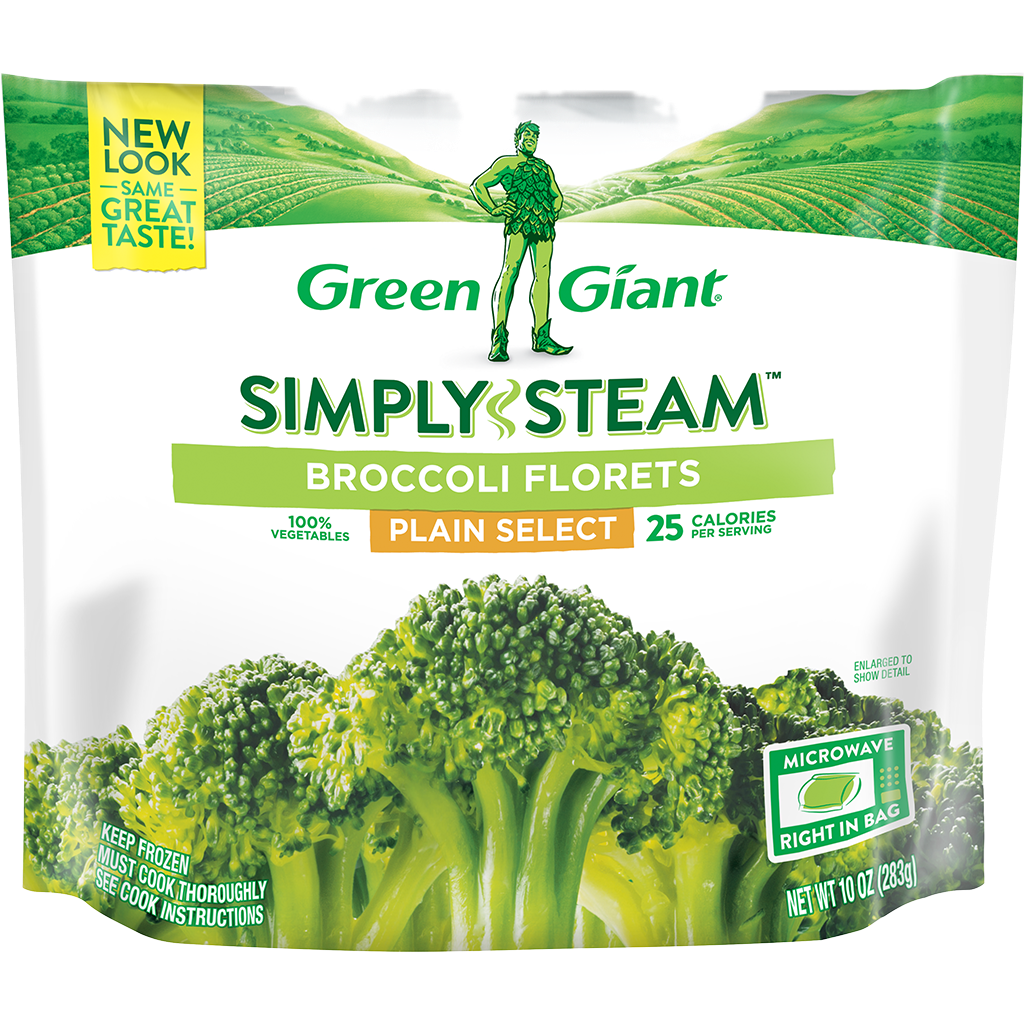 NEW
LOOK
– SAME –
GREAT
TASTE!
Green Giant®
SIMPLY STEAM™
BROCCOLI FLORETS
100%
VEGETABLES
PLAIN SELECT
25 CALORIES
PER SERVING
ENLARGED TO
SHOW DETAIL
MICROWAVE
RIGHT IN BAG
KEEP FROZEN
MUST COOK THOROUGHLY
SEE COOK INSTRUCTIONS
NET WT 10 OZ (283g)